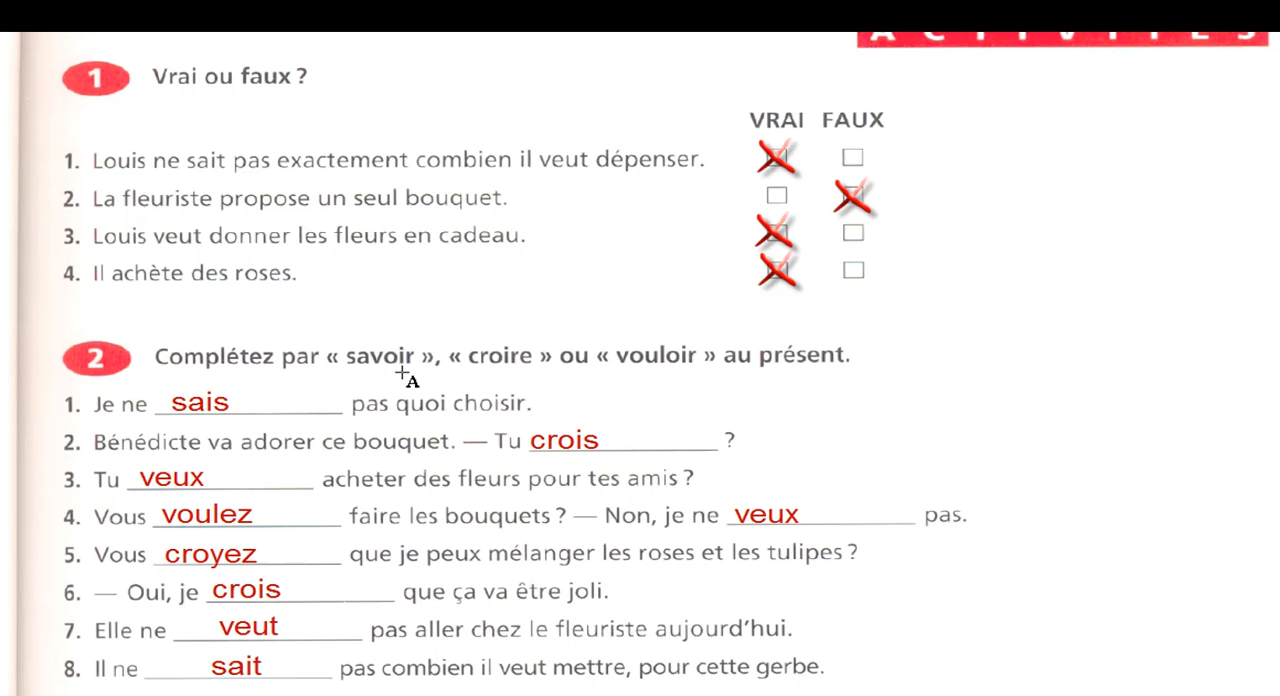 ACTIVITÉS
1 Vrai ou faux ?
VRAI FAUX
1. Louis ne sait pas exactement combien il veut dépenser.
2. La fleuriste propose un seul bouquet.
3. Louis veut donner les fleurs en cadeau.
4. Il achète des roses.
2 Complétez par « savoir », « croire » ou « vouloir » au présent.
A
1. Je ne sais pas quoi choisir.
2. Bénédicte va adorer ce bouquet. — Tu crois ?
3. Tu veux acheter des fleurs pour tes amis ?
4. Vous voulez faire les bouquets ? — Non, je ne veux pas.
5. Vous croyez que je peux mélanger les roses et les tulipes ?
6. — Oui, je crois que ça va être joli.
7. Elle ne veut pas aller chez le fleuriste aujourd'hui.
8. Il ne sait pas combien il veut mettre, pour cette gerbe.